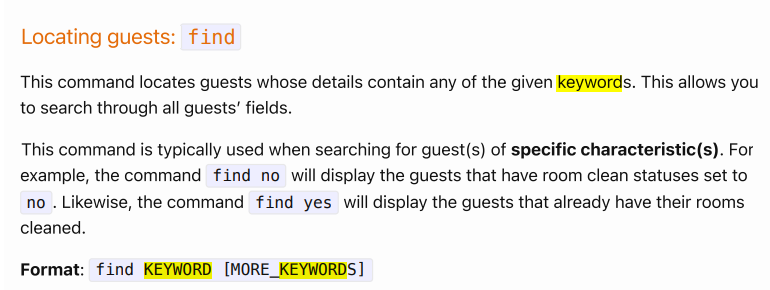 Locating guests: find
This command locates guests whose details contain any of the given keywords. This allows you
to search through all guests’ fields.
This command is typically used when searching for guest(s) of specific characteristic(s). For
example, the command find no will display the guests that have room clean statuses set to
no . Likewise, the command find yes will display the guests that already have their rooms
cleaned.
Format: find KEYWORD [MORE_KEYWORDS]